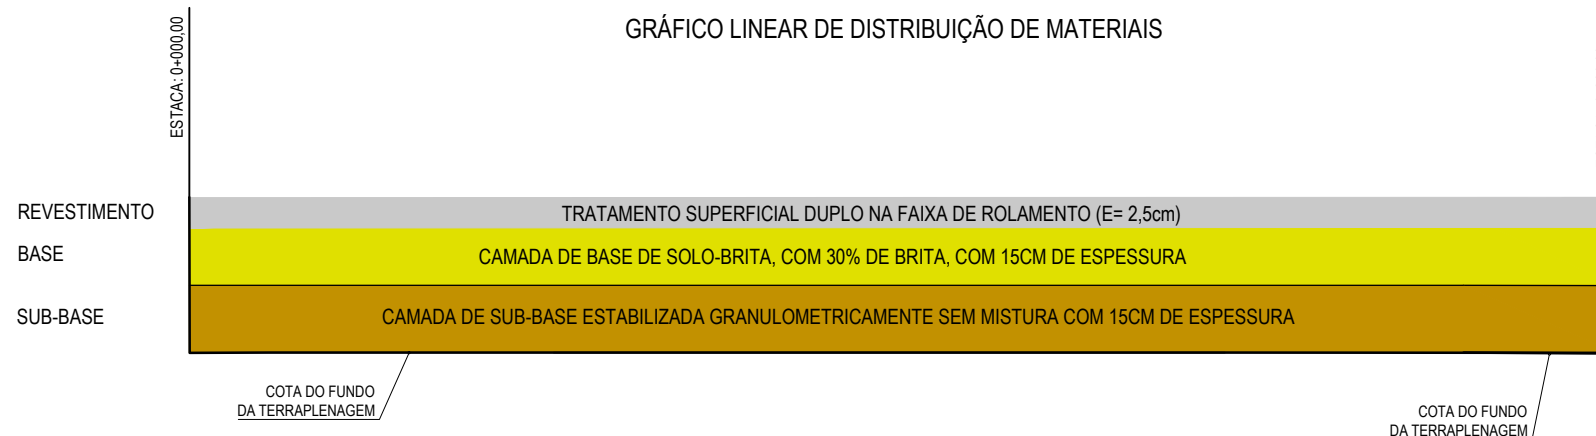 GRÁFICO LINEAR DE DISTRIBUIÇÃO DE MATERIAIS
ESTACA: 0+000,00
REVESTIMENTO
TRATAMENTO SUPERFICIAL DUPLO NA FAIXA DE ROLAMENTO (E= 2,5cm)
BASE
CAMADA DE BASE DE SOLO-BRITA, COM 30% DE BRITA, COM 15CM DE ESPESSURA
SUB-BASE
CAMADA DE SUB-BASE ESTABILIZADA GRANULOMETRICAMENTE SEM MISTURA COM 15CM DE ESPESSURA
COTA DO FUNDO
DA TERRAPLENAGEM
COTA DO FUNDO
DA TERRAPLENAGEM